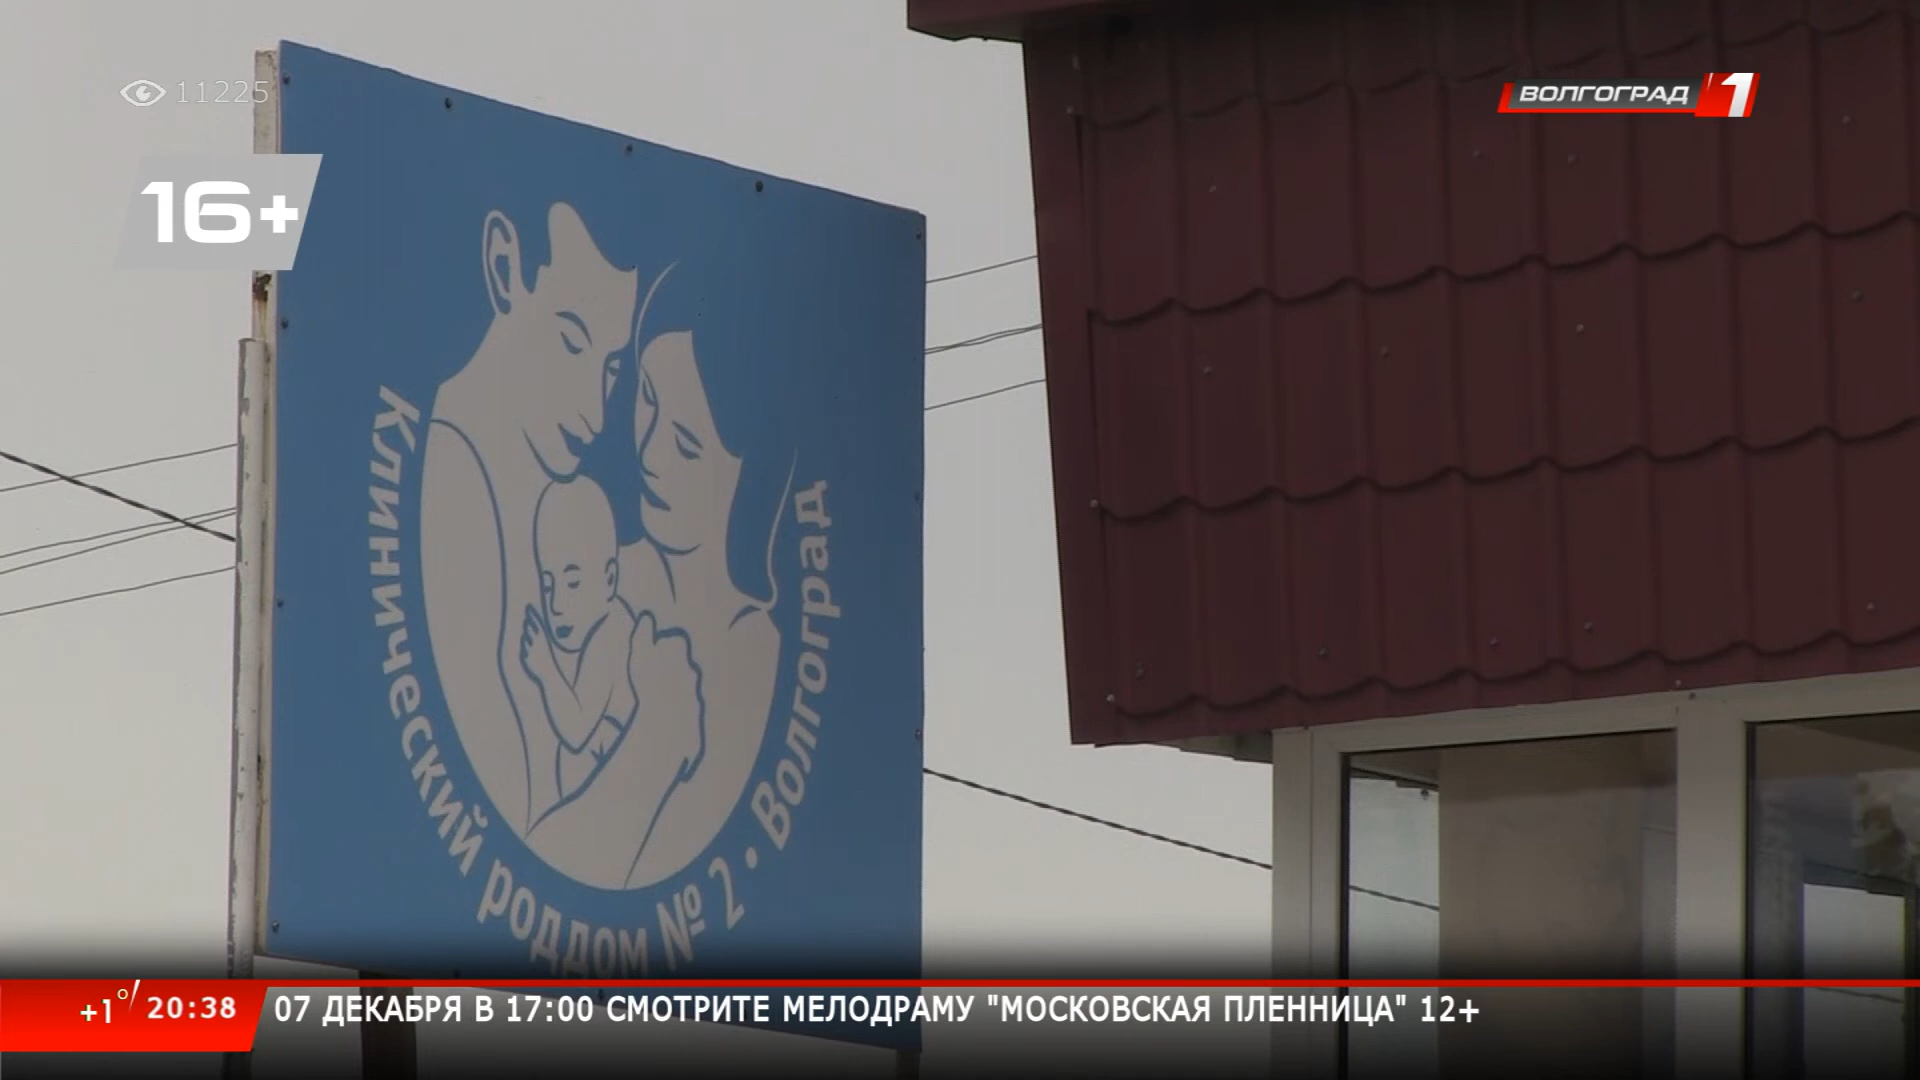 11225
ВОЛГОГРАД 1
16+
Клинический роддом № 2 • Волгоград
+1° 20:38 07 ДЕКАБРЯ В 17:00 СМОТРИТЕ МЕЛОДРАМУ "МОСКОВСКАЯ ПЛЕННИЦА" 12+